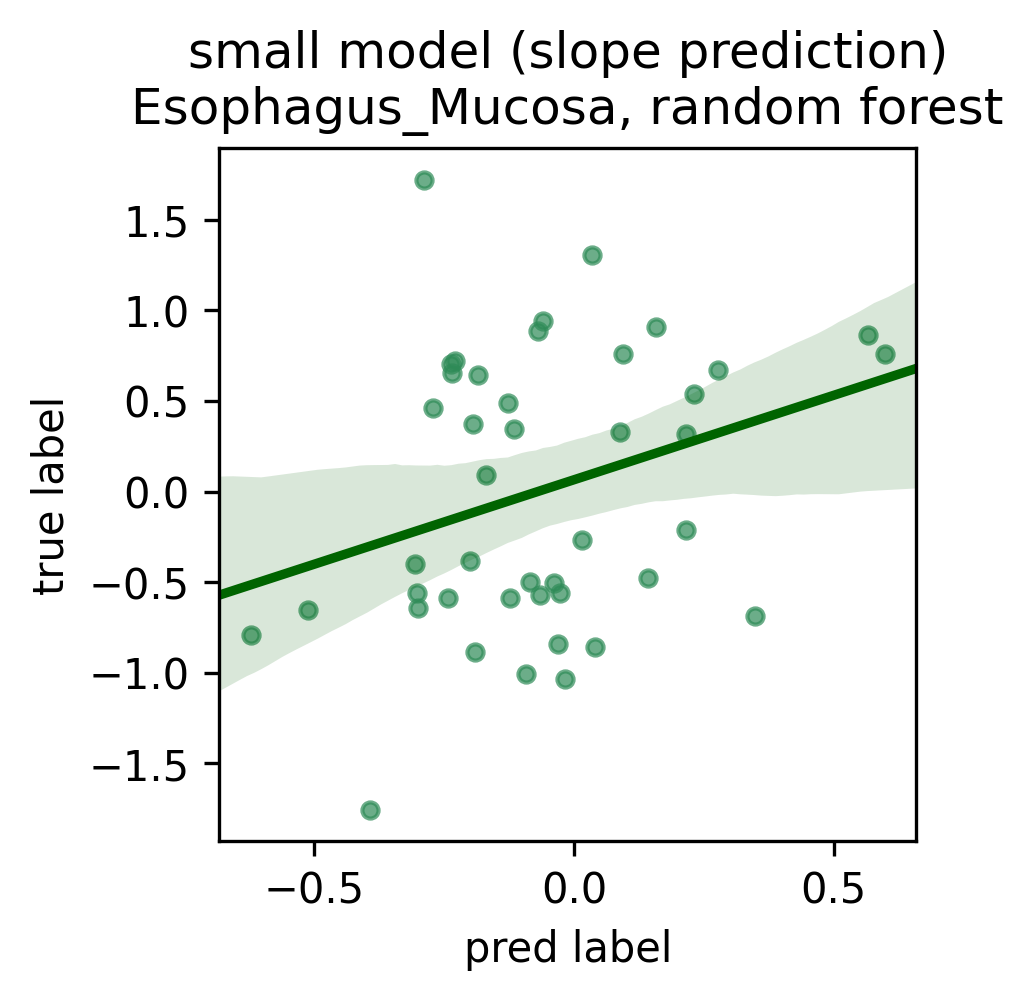 small model (slope prediction)
Esophagus_Mucosa, random forest
true label
1.5
1.0
0.5
0.0
−0.5
−1.0
−1.5
−0.5
0.0
0.5
pred label